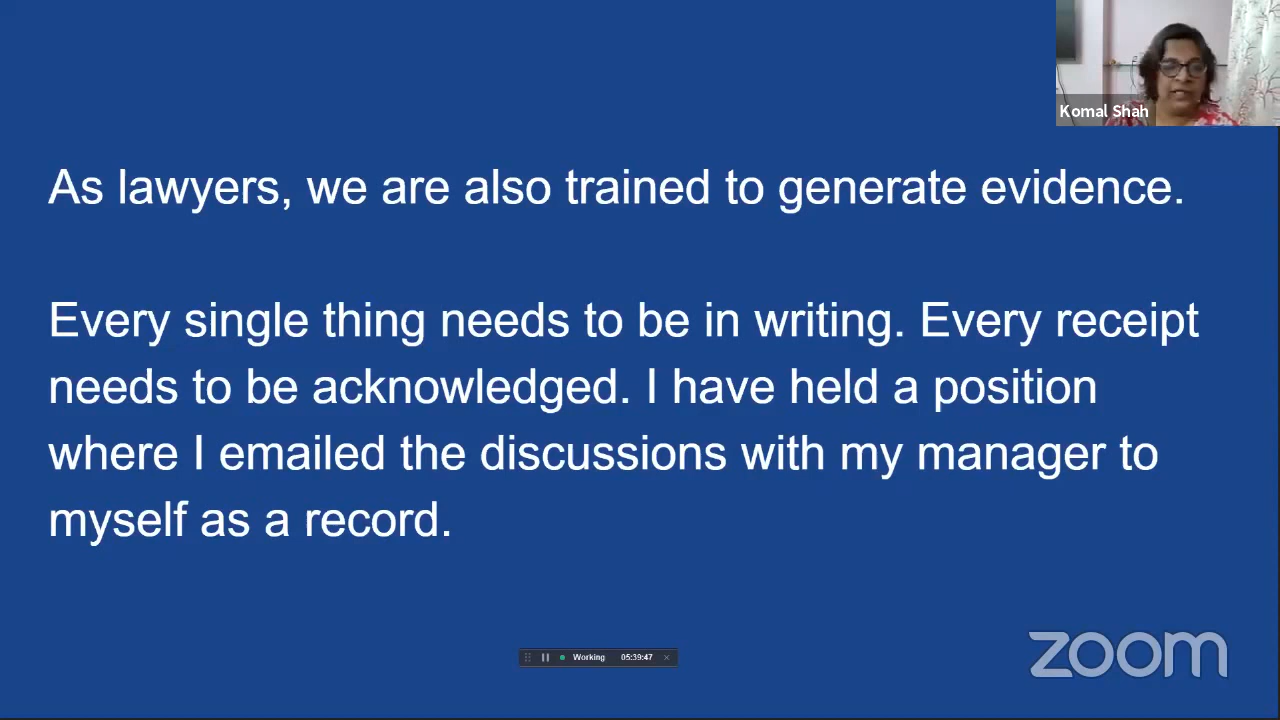 Komal Shah
As lawyers, we are also trained to generate evidence.
Every single thing needs to be in writing. Every receipt
needs to be acknowledged. I have held a position
where I emailed the discussions with my manager to
myself as a record.
Working 05:39:47
zoom